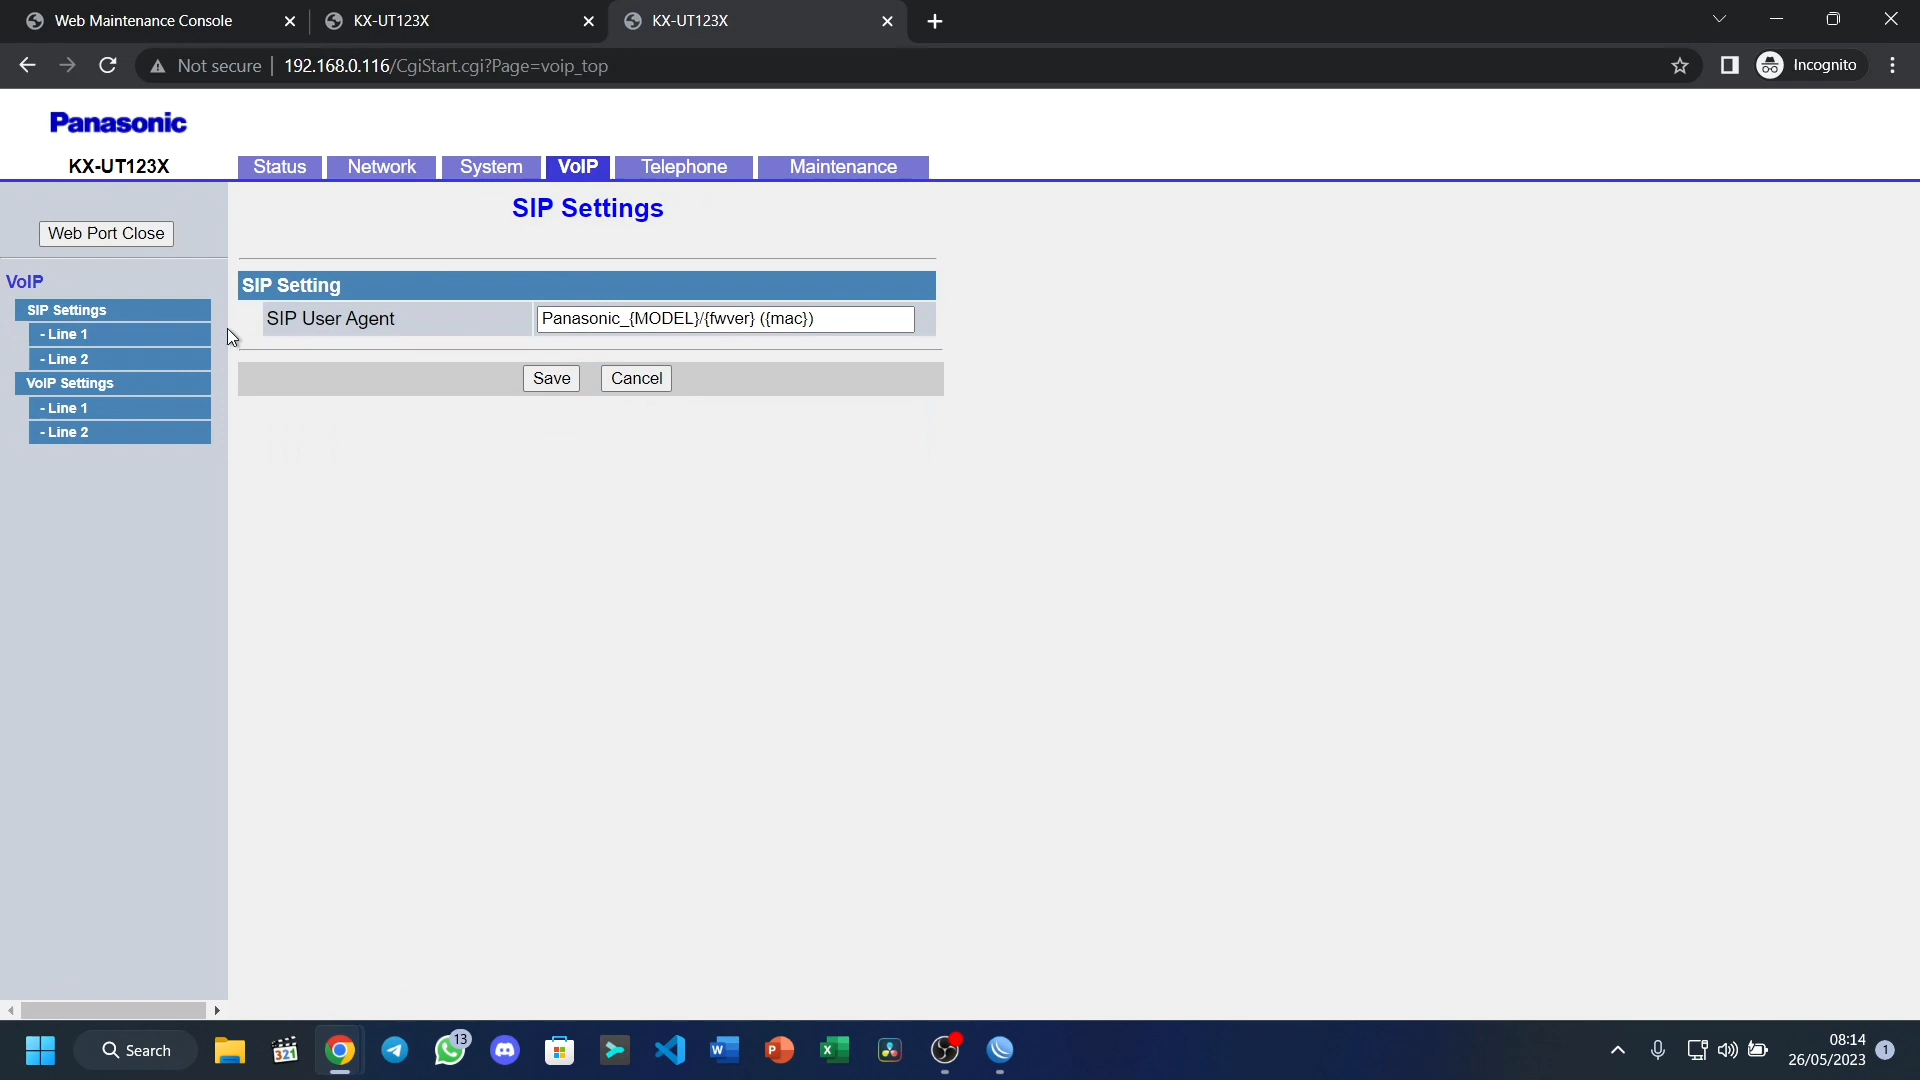 Web Maintenance Console
KX-UT123X
KX-UT123X
Not secure
192.168.0.116/CgiStart.cgi?Page=voip_top
Incognito
Panasonic
KX-UT123X
Status
Network
System
VoIP
Telephone
Maintenance
Web Port Close
VoIP
SIP Settings
- Line 1
- Line 2
VoIP Settings
- Line 1
- Line 2
SIP Settings
SIP Setting
SIP User Agent
Panasonic_{MODEL}/{fwver} ({mac})
Save
Cancel
Search
321
13
08:14
26/05/2023
1